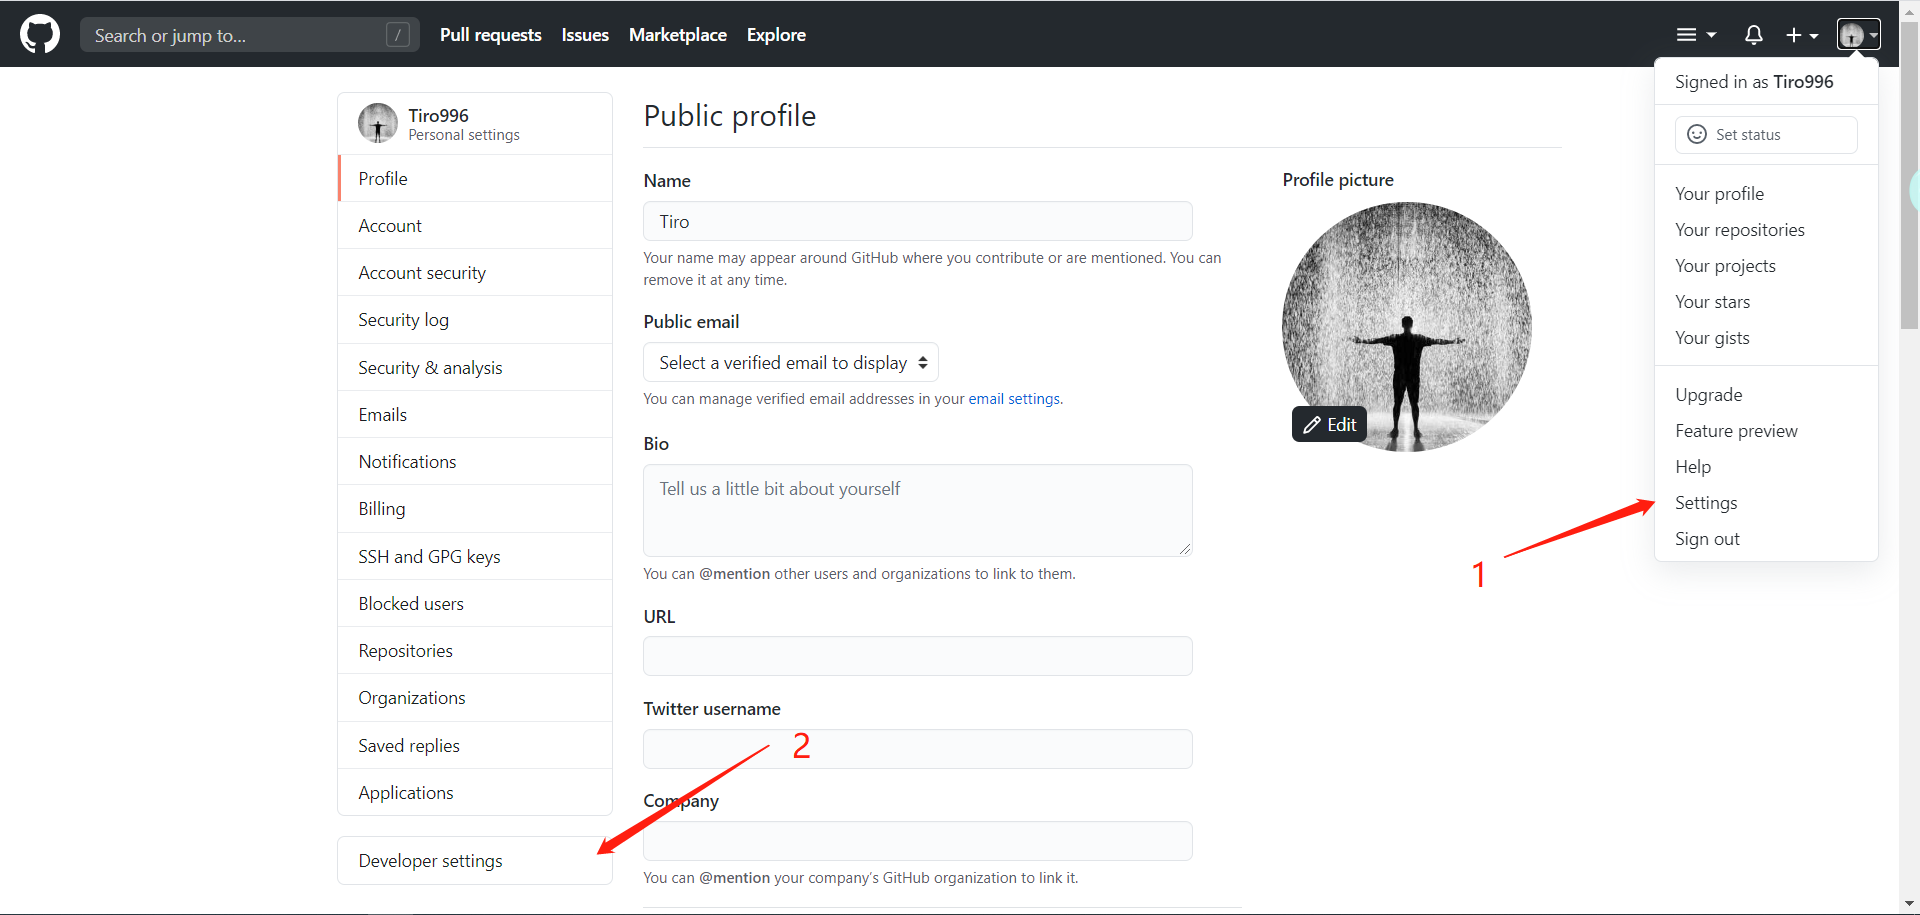 Search or jump to...
/
Pull requests
Issues
Marketplace
Explore
Signed in as Tiro996
Set status
Your profile
Your repositories
Your projects
Your stars
Your gists
Upgrade
Feature preview
Help
Settings
Sign out
1
Tiro996
Personal settings
Profile
Account
Account security
Security log
Security & analysis
Emails
Notifications
Billing
SSH and GPG keys
Blocked users
Repositories
Organizations
Saved replies
Applications
Developer settings
2
Public profile
Name
Tiro
Your name may appear around GitHub where you contribute or are mentioned. You can
remove it at any time.
Public email
Select a verified email to display
You can manage verified email addresses in your email settings.
Bio
Tell us a little bit about yourself
You can @mention other users and organizations to link to them.
URL
Twitter username
Company
You can @mention your company's GitHub organization to link it.
Profile picture
Edit